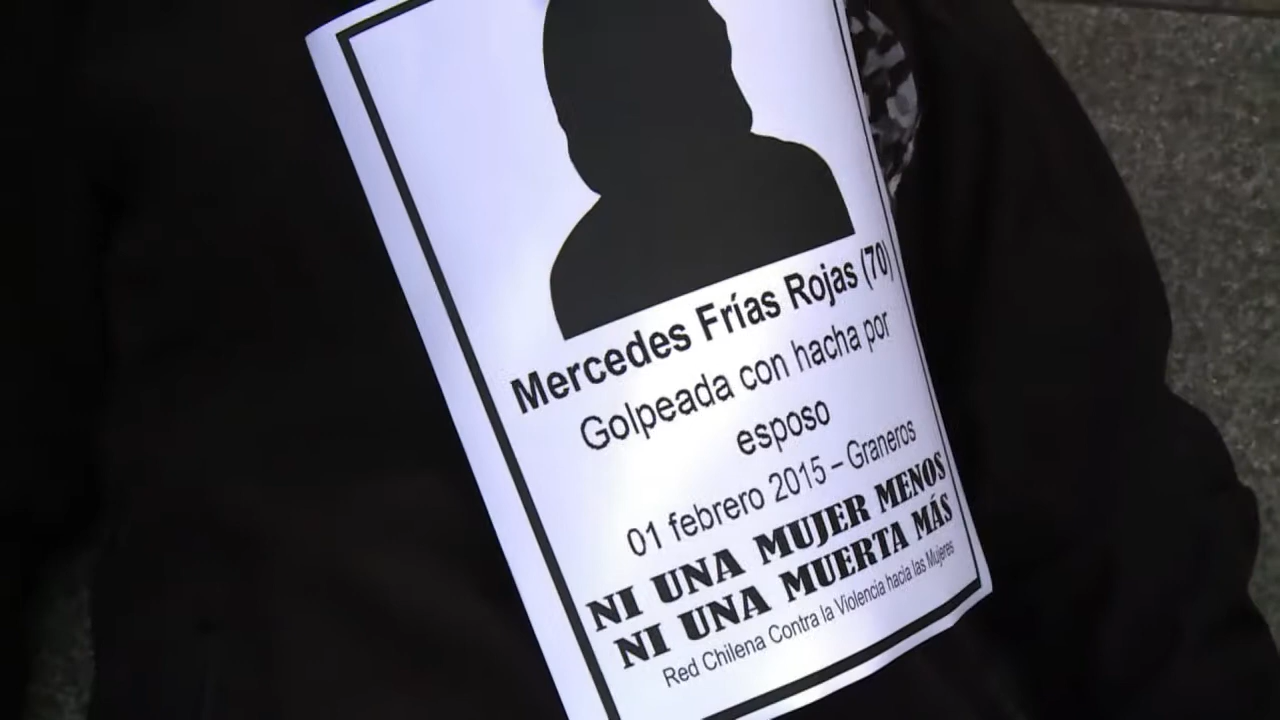 Mercedes Frías Rojas (70)
Golpeada con hacha por
esposo
01 febrero 2015 – Graneros
NI UNA MUJER MENOS
NI UNA MUERTA MÁS
Red Chilena Contra la Violencia hacia las Mujeres